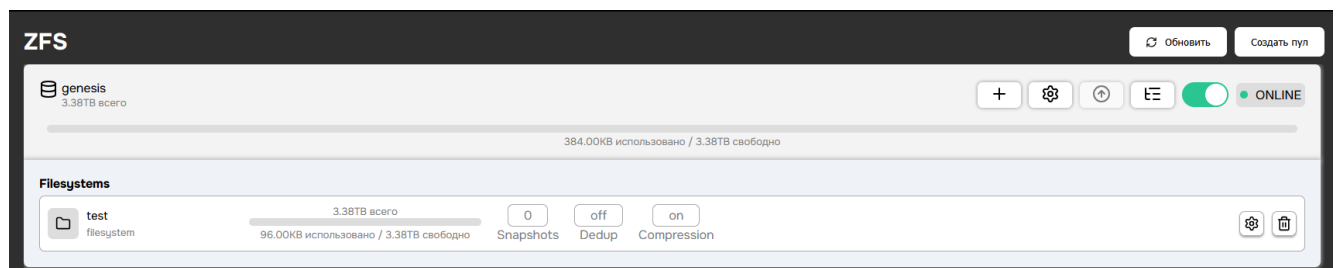 ZFS
Обновить
Создать пул
genesis
3.38TB всего
ONLINE
384.00KB использовано / 3.38TB свободно
Filesystems
test
filesystem
3.38TB всего
96.00KB использовано / 3.38TB свободно
0
Snapshots
off
Dedup
on
Compression